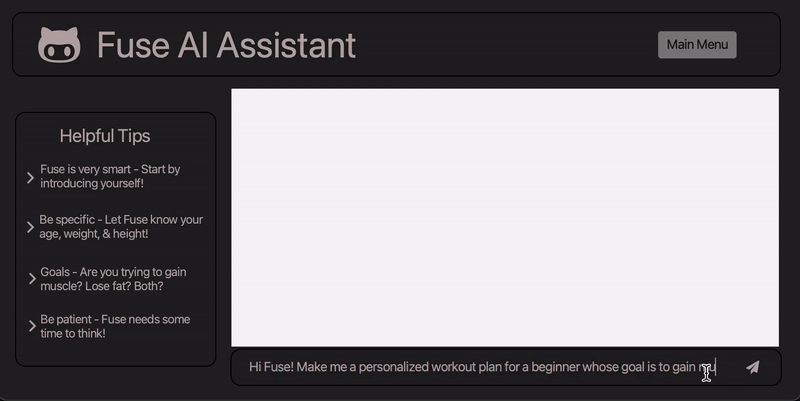 Fuse AI Assistant
Main Menu
Helpful Tips
Fuse is very smart - Start by
introducing yourself!
Be specific - Let Fuse know your
age, weight, & height!
Goals - Are you trying to gain
muscle? Lose fat? Both?
Be patient - Fuse needs some
time to think!
Hi Fuse! Make me a personalized workout plan for a beginner whose goal is to gain mu